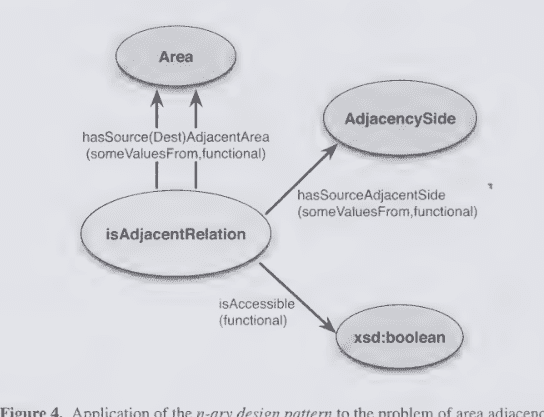 Area
hasSource(Dest)AdjacentArea
(someValuesFrom,functional)
AdjacencySide
hasSourceAdjacentSide
(someValuesFrom,functional)
isAdjacentRelation
isAccessible
(functional)
xsd:boolean
Figure 4. Application of the n-ary design pattern to the problem of area adjacenc